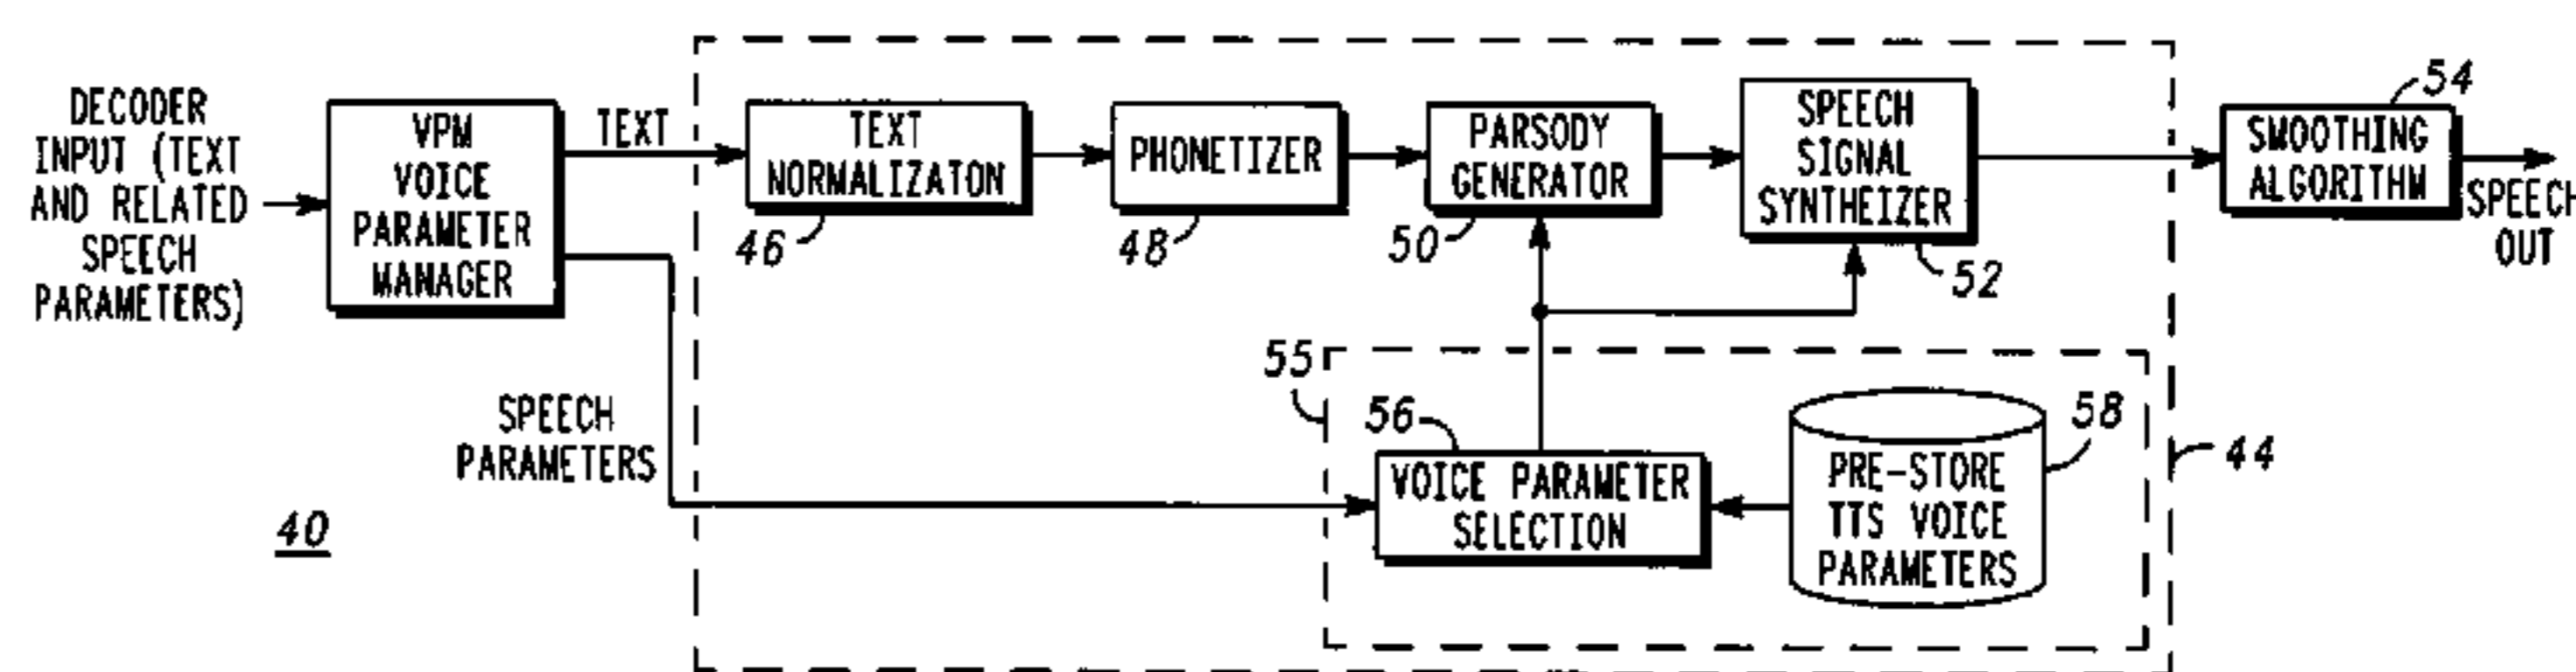 DECODER
INPUT (TEXT
AND RELATED
SPEECH
PARAMETERS)
VPM
VOICE
PARAMETER
MANAGER
TEXT
TEXT
NORMALIZATON
46
PHONETIZER
48
PARSODY
GENERATOR
50
SPEECH
SIGNAL
SYNTHEIZER
52
54
SMOOTHING
ALGORITHM
SPEECH
OUT
SPEECH
PARAMETERS
40
55
56
VOICE PARAMETER
SELECTION
58
PRE-STORE
TTS VOICE
PARAMETERS
44